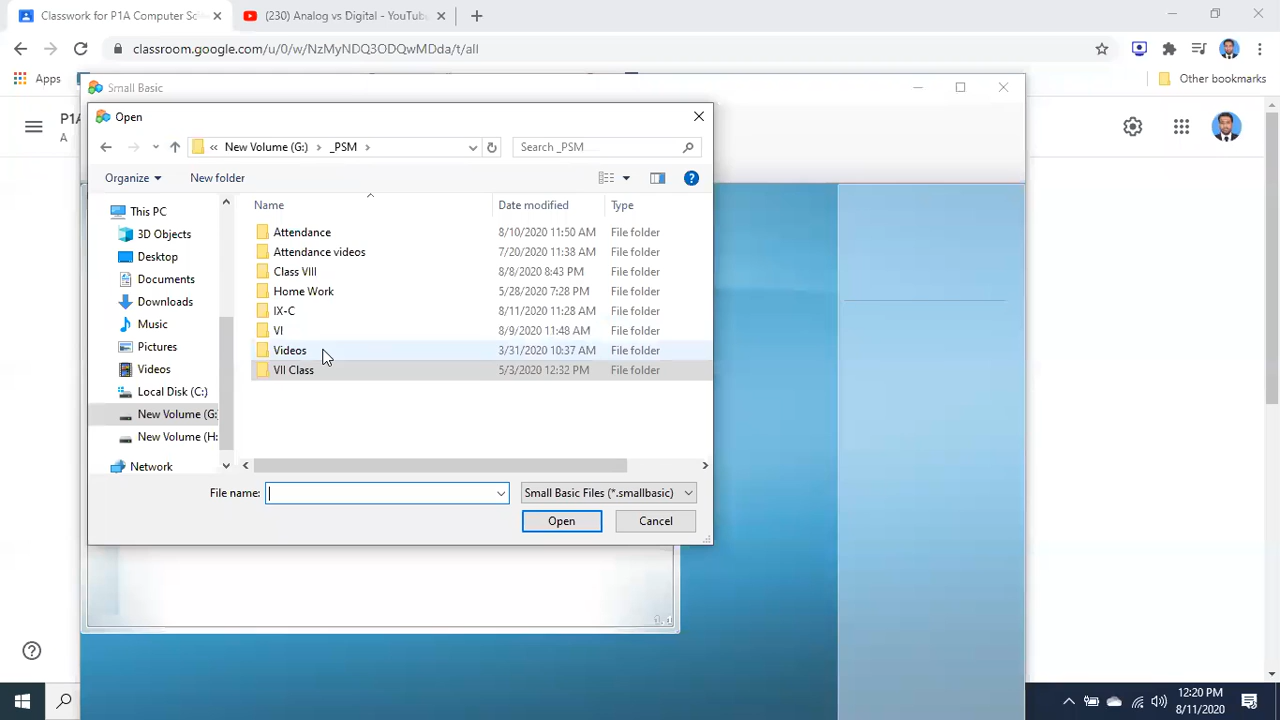 Classwork for P1A Computer Sci
(230) Analog vs Digital - YouTube
classroom.google.com/u/0/w/NzMyNDQ3ODQwMDda/t/all
Apps
Other bookmarks
Small Basic
P1A
A
Open
« New Volume (G:) › _PSM ›
Search _PSM
Organize
New folder
Name Date modified Type
This PC
3D Objects
Desktop
Documents
Downloads
Music
Pictures
Videos
Local Disk (C:)
New Volume (G:
New Volume (H:
Network
Attendance 8/10/2020 11:50 AM File folder
Attendance videos 7/20/2020 11:38 AM File folder
Class VIII 8/8/2020 8:43 PM File folder
Home Work 5/28/2020 7:28 PM File folder
IX-C 8/11/2020 11:28 AM File folder
VI 8/9/2020 11:48 AM File folder
Videos 3/31/2020 10:37 AM File folder
VII Class 5/3/2020 12:32 PM File folder
File name:
Small Basic Files (*.smallbasic)
Open
Cancel
1,1
12:20 PM
8/11/2020